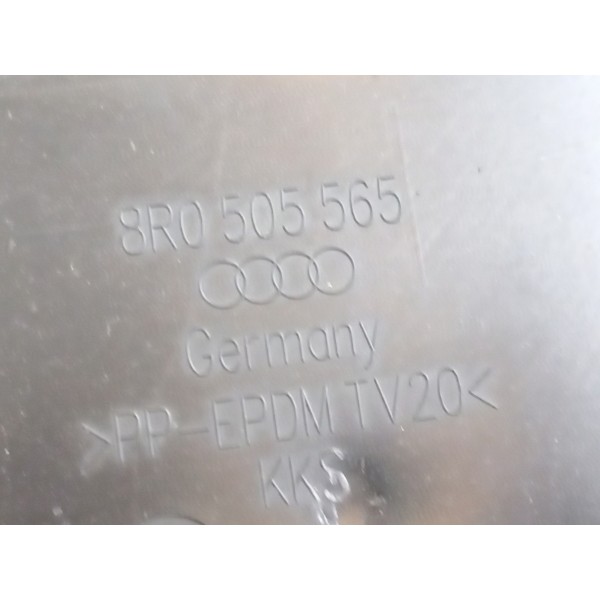 8R0 505 565
Germany
>PP-EPDM TV20<
KKS